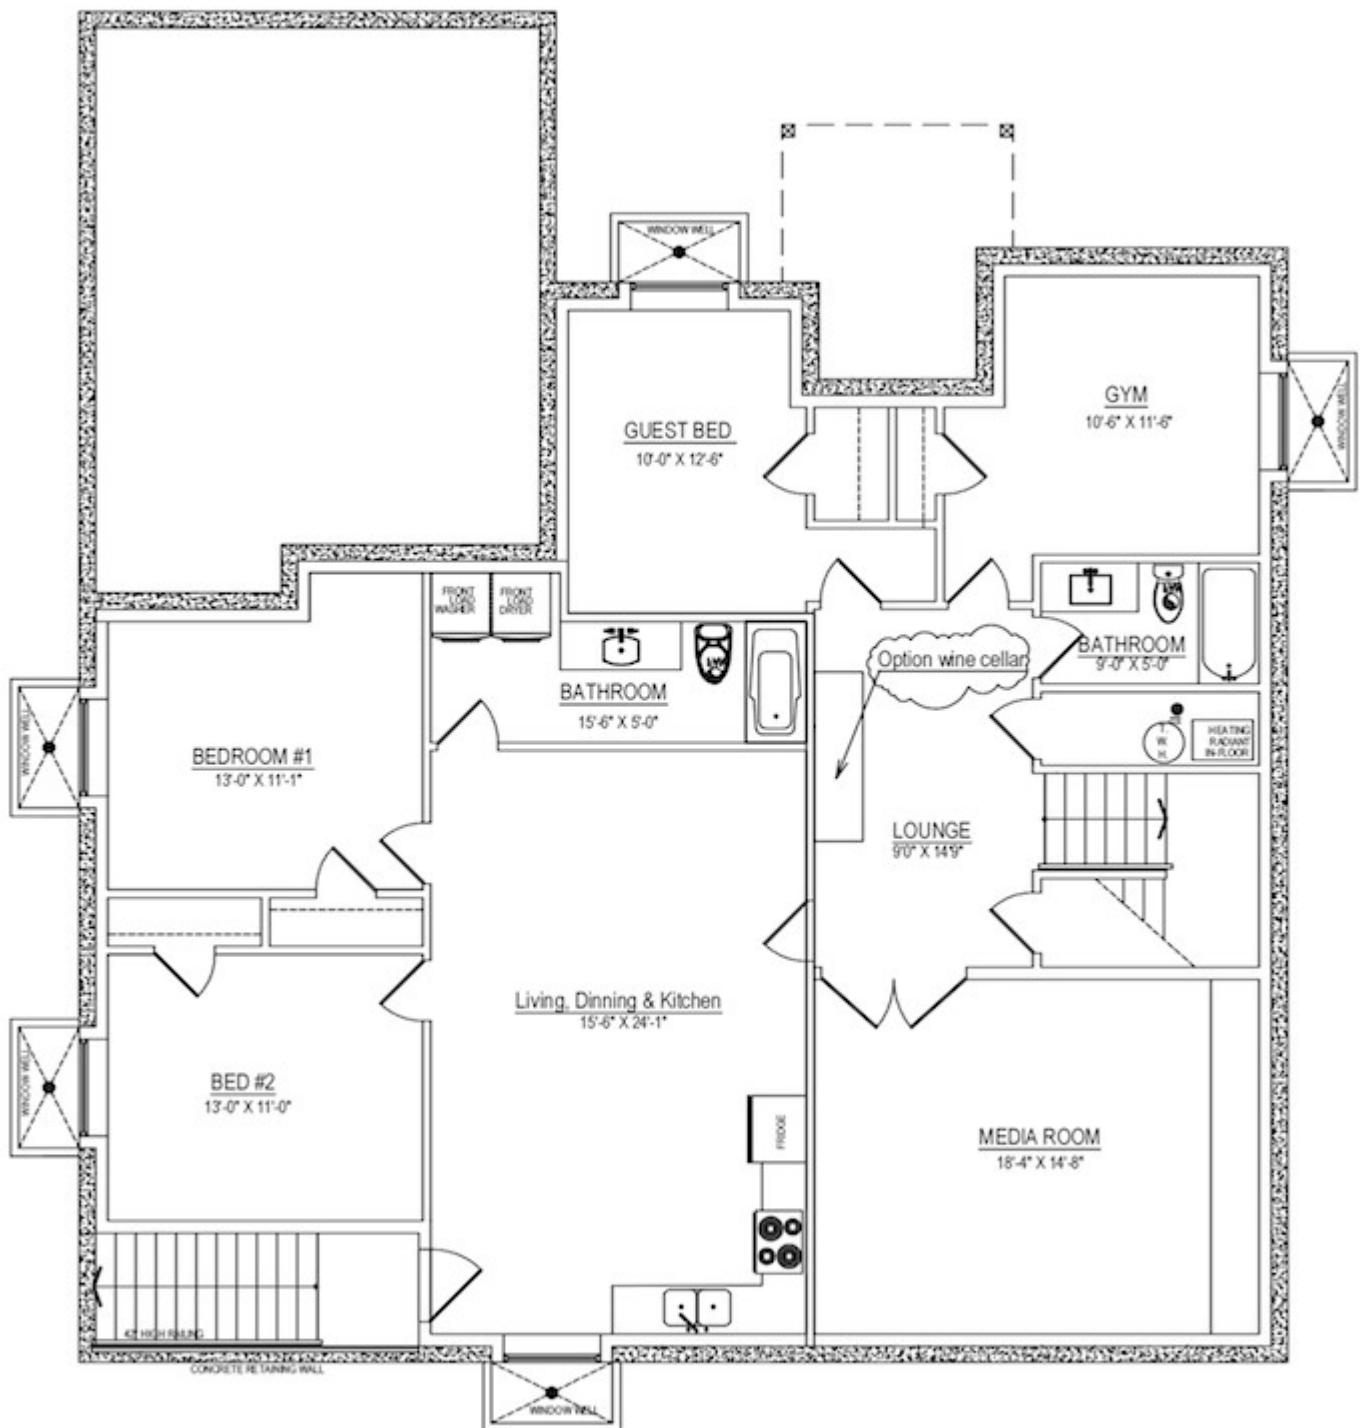 WINDOW WELL
GYM
10'-6" X 11'-6"
WINDOW WELL
GUEST BED
10'-0" X 12'-6"
FRONT
LOAD
WASHER
FRONT
LOAD
DRYER
BATHROOM
15'-6" X 5'-0"
Option wine cellar
BATHROOM
9'-0" X 5'-0"
T.
W.
H.
HEATING
RADIANT
IN-FLOOR
WINDOW WELL
BEDROOM #1
13'-0" X 11'-1"
LOUNGE
9'0" X 14'9"
Living, Dinning & Kitchen
15'-6" X 24'-1"
WINDOW WELL
BED #2
13'-0" X 11'-0"
FRIDGE
MEDIA ROOM
18'-4" X 14'-8"
42" HIGH RAILING
CONCRETE RETAINING WALL
WINDOW WELL